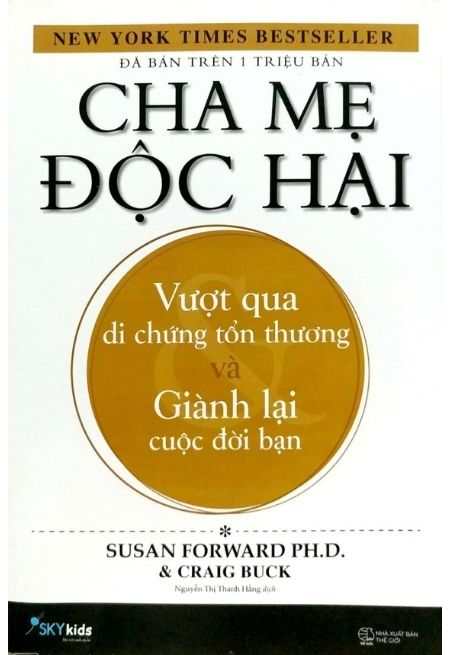 NEW YORK TIMES BESTSELLER
ĐÃ BÁN TRÊN 1 TRIỆU BẢN
CHA MẸ
ĐỘC HẠI
&
Vượt qua
di chứng tổn thương
và
Giành lại
cuộc đời bạn
*
SUSAN FORWARD PH.D.
& CRAIG BUCK
Nguyễn Thị Thanh Hằng dịch
SKYkids
NHÀ XUẤT BẢN
THẾ GIỚI